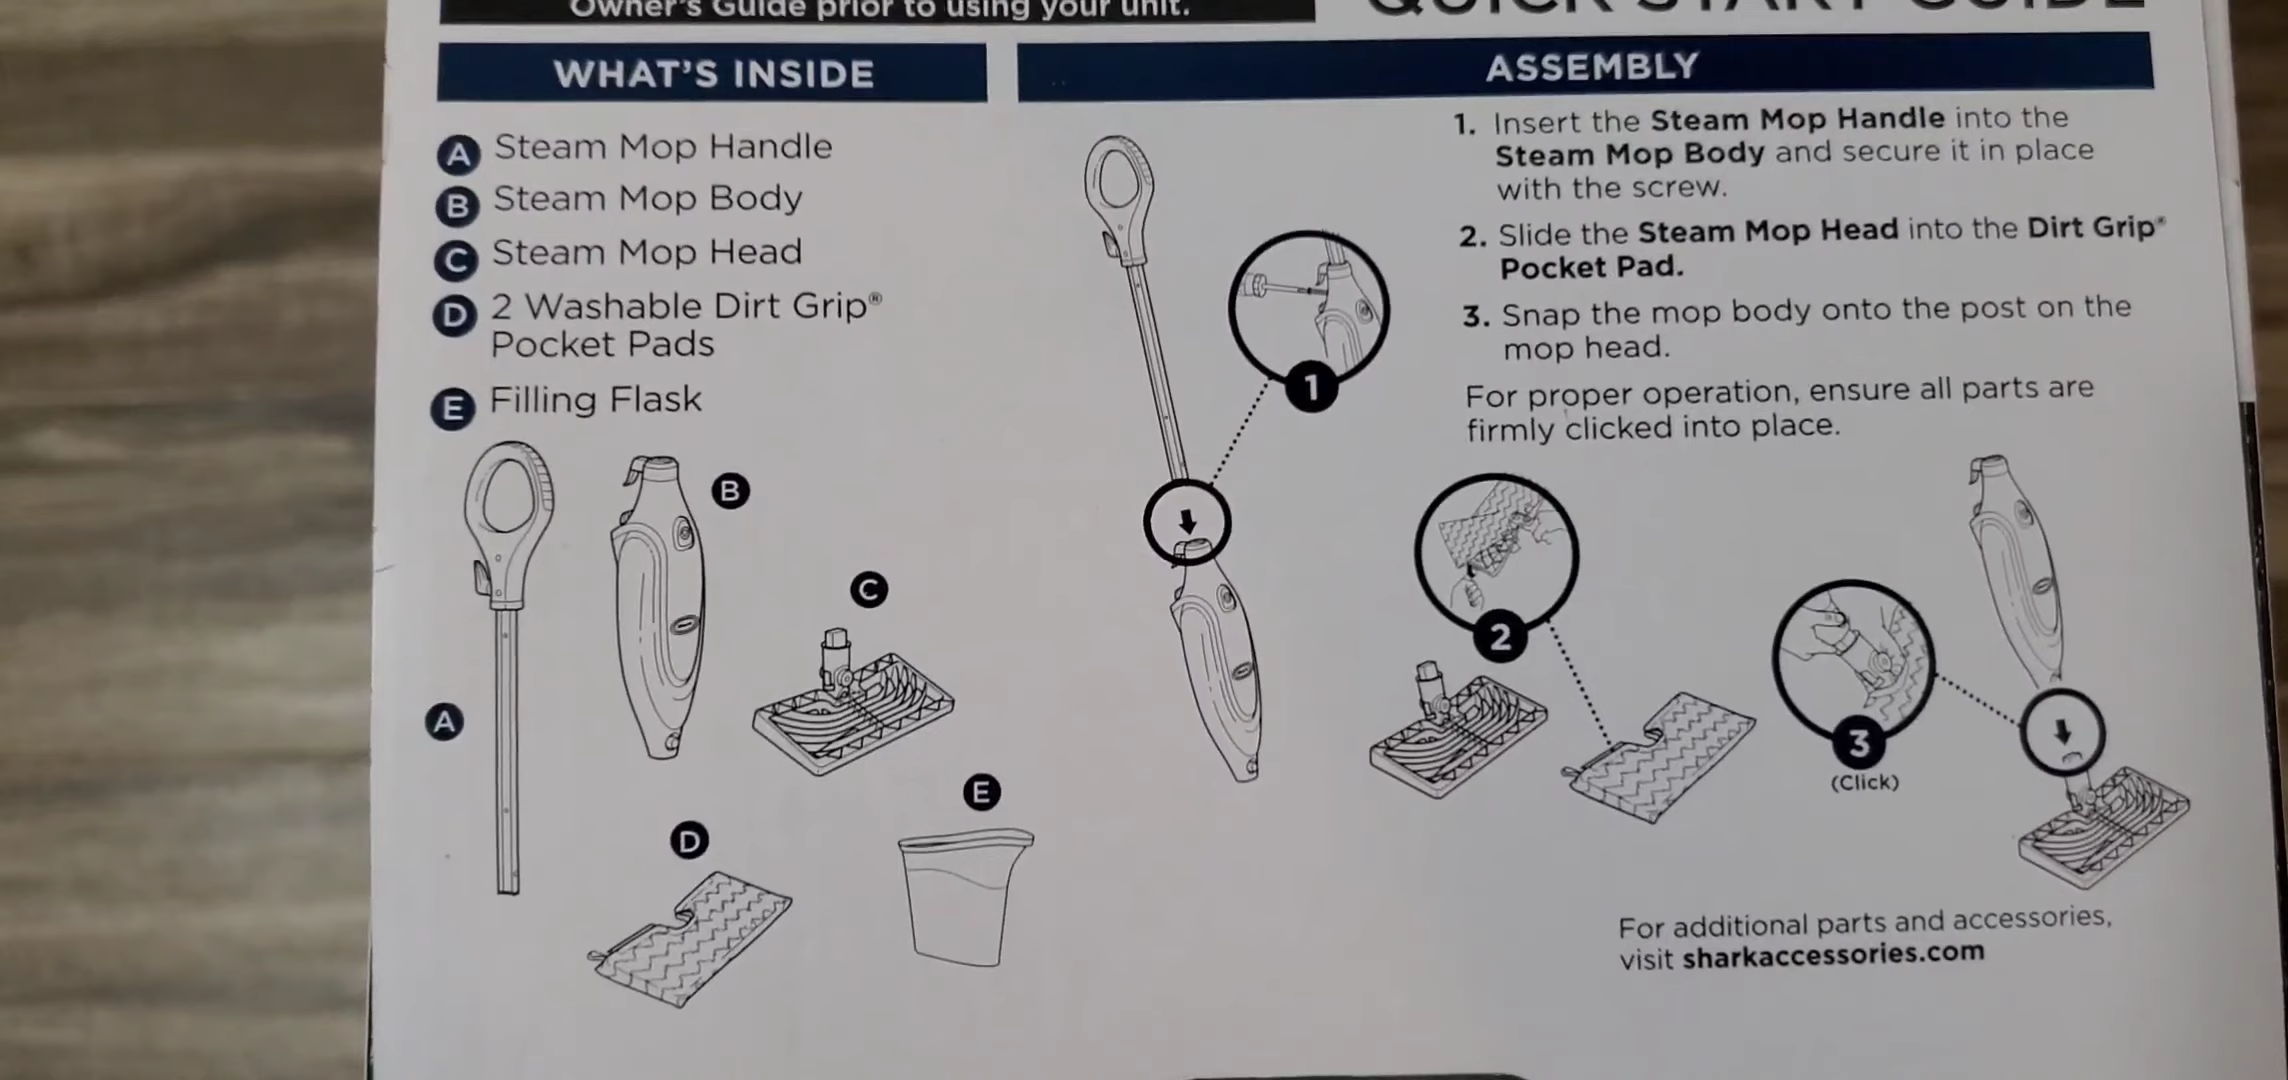 Owner's Guide prior to using your unit.
QUICK START GUIDE
WHAT'S INSIDE
A Steam Mop Handle
B Steam Mop Body
C Steam Mop Head
D 2 Washable Dirt Grip®
Pocket Pads
E Filling Flask
A
B
C
D
E
ASSEMBLY
1. Insert the Steam Mop Handle into the
Steam Mop Body and secure it in place
with the screw.
2. Slide the Steam Mop Head into the Dirt Grip®
Pocket Pad.
3. Snap the mop body onto the post on the
mop head.
For proper operation, ensure all parts are
firmly clicked into place.
1
2
3
(Click)
For additional parts and accessories,
visit sharkaccessories.com